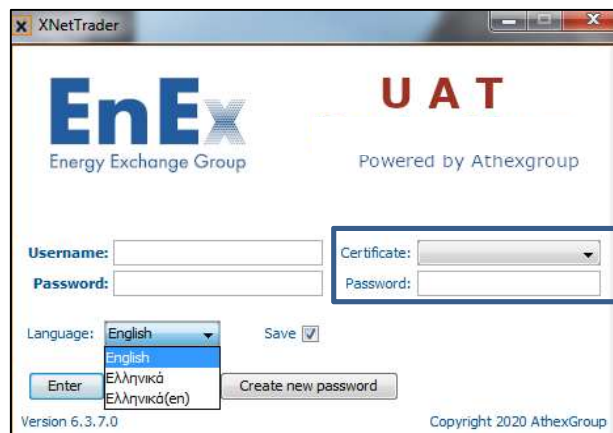 XNetTrader
EnEx
UAT
Energy Exchange Group
Powered by Athexgroup
Username:
Certificate:
Password:
Password:
Language: English
Save
English
Ελληνικά
Ελληνικά(en)
Enter
Create new password
Version 6.3.7.0
Copyright 2020 AthexGroup